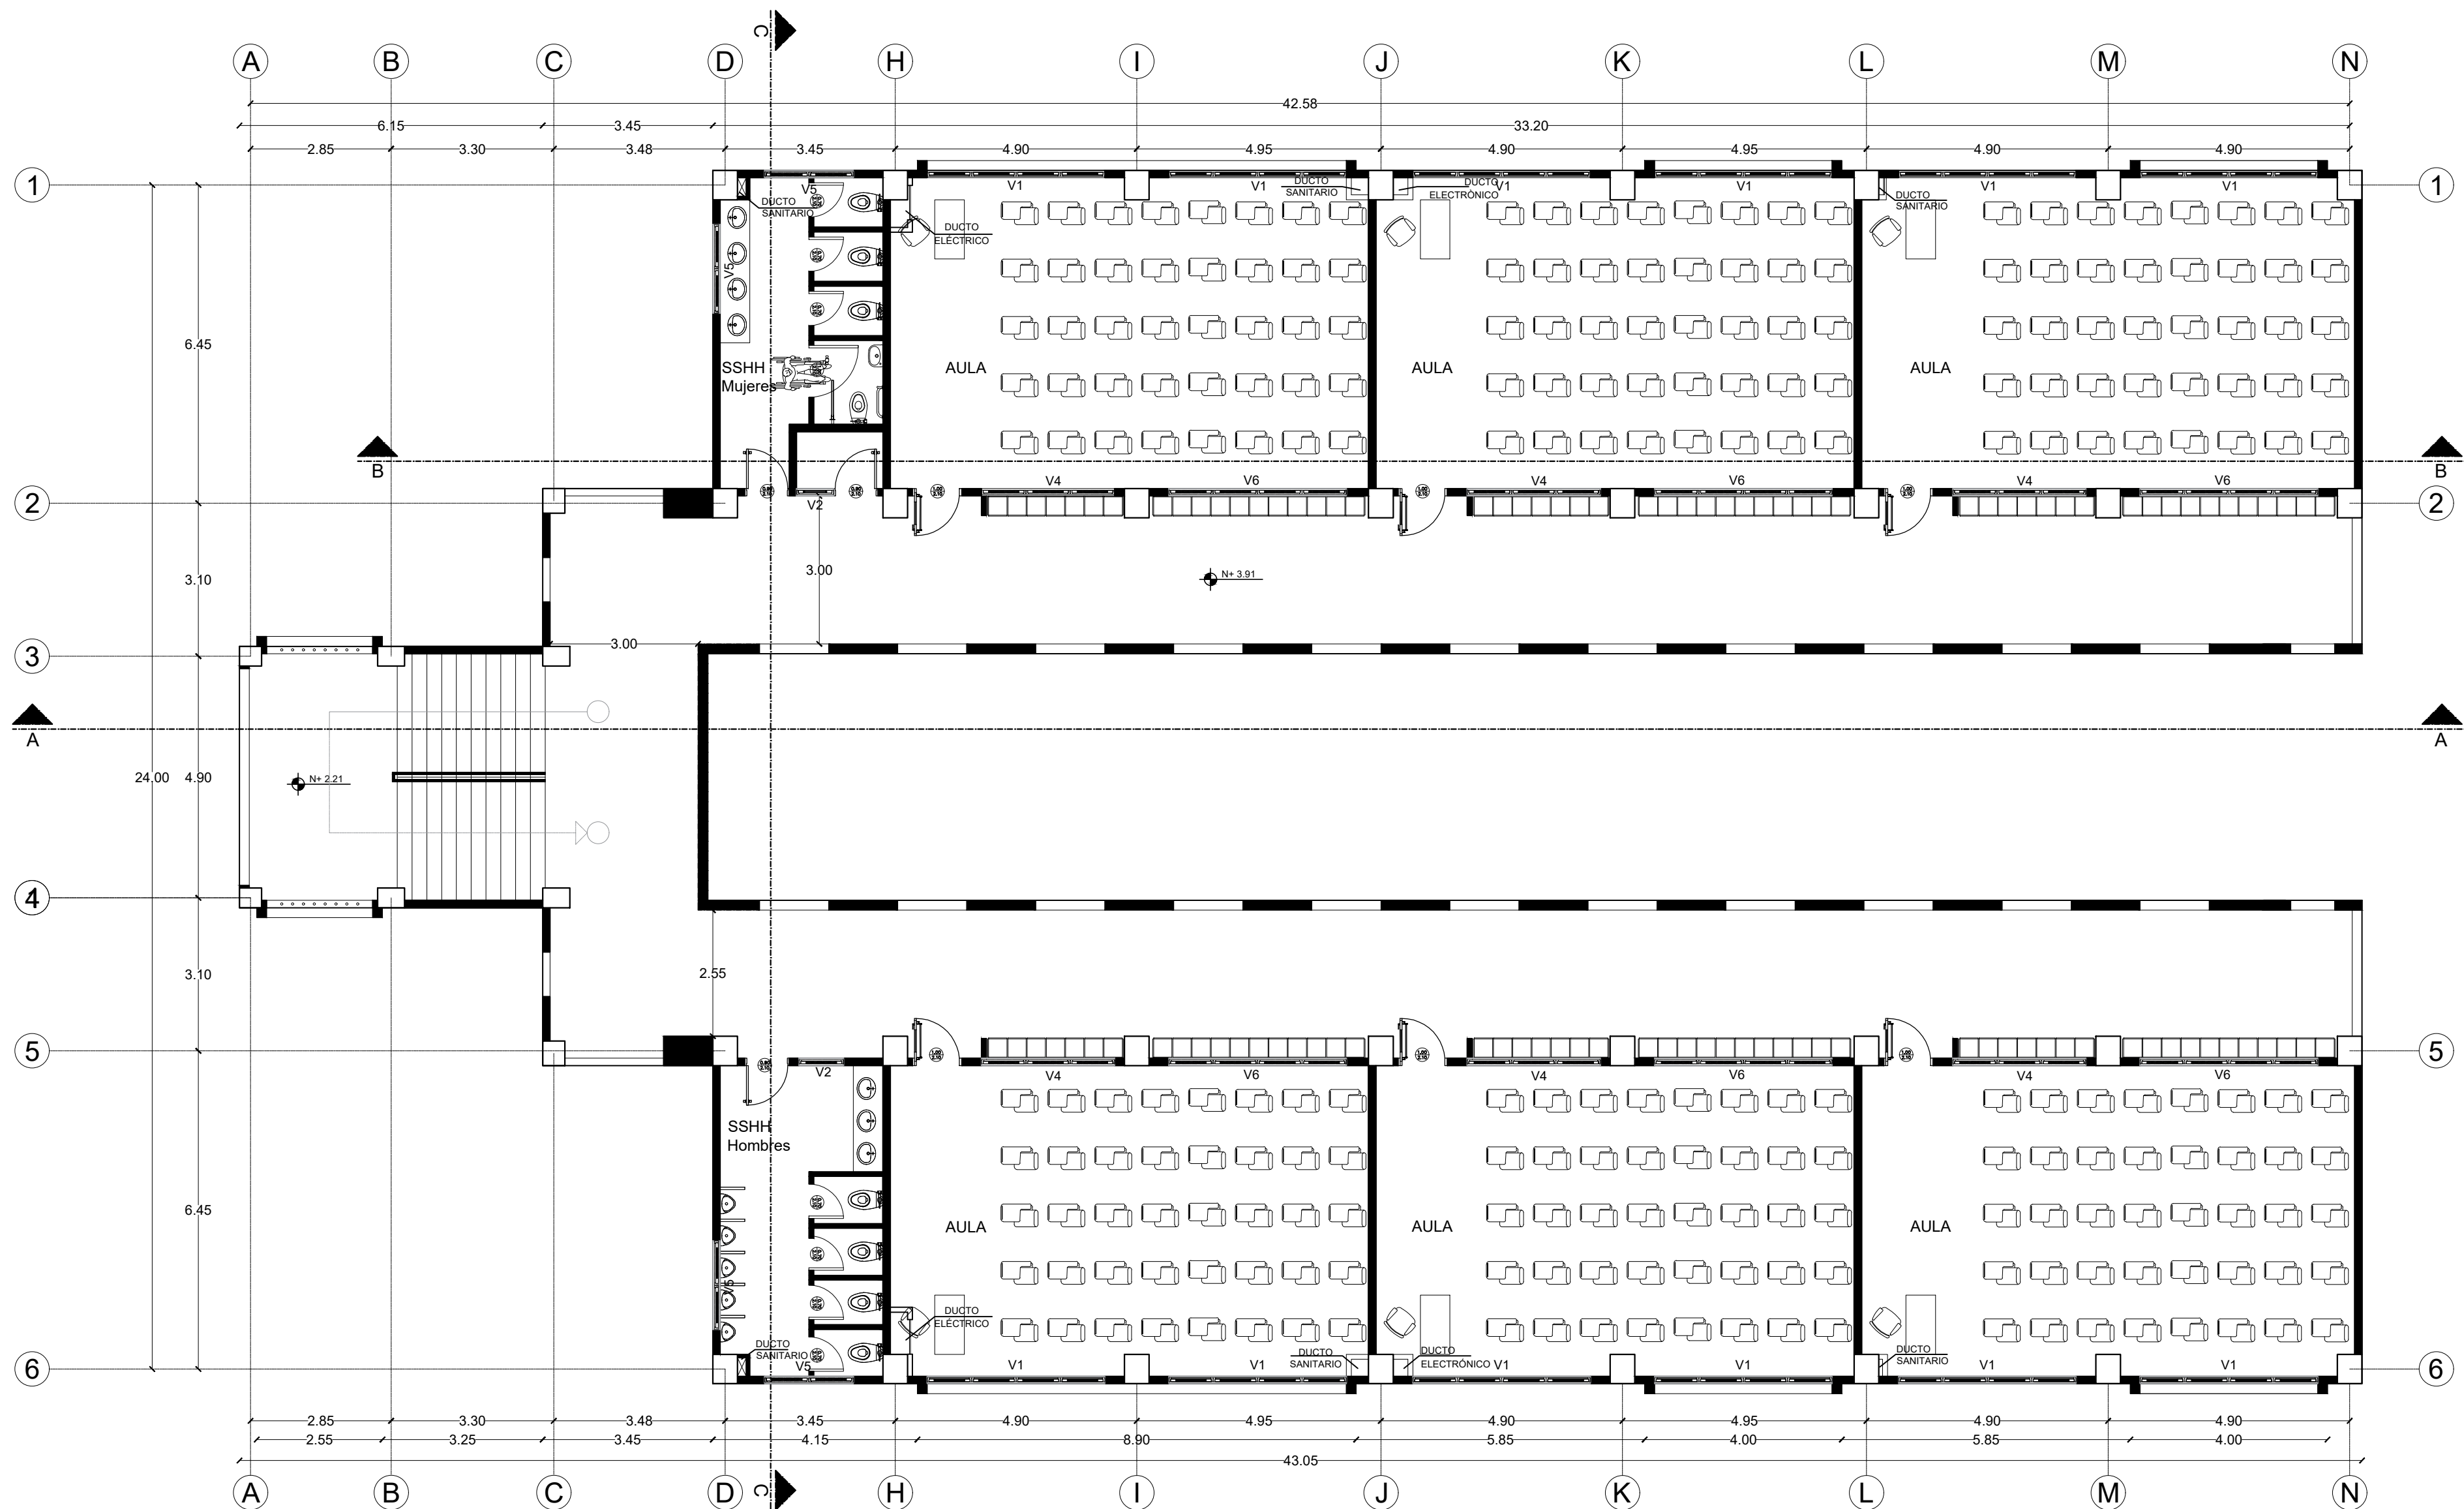 C
A B C D H I J K L M N
42.58
6.15 3.45 33.20
2.85 3.30 3.48 3.45 4.90 4.95 4.90 4.95 4.90 4.90
1 1
V5 V1 V1 V1 V1 V1 V1
DUCTO
SANITARIO
DUCTO
SANITARIO
DUCTO
ELECTRÓNICO
DUCTO
SANITARIO
DUCTO
ELÉCTRICO
V5
6.45
SSHH
Mujeres
AULA AULA AULA
B B
V4 V6 V4 V6 V4 V6
2 2
V2
3.10
3.00
N+ 3.91
3.00
3
A A
24.00 4.90
N+ 2.21
4
3.10
2.55
5 5
V2 V4 V6 V4 V6 V4 V6
SSHH
Hombres
6.45
AULA AULA AULA
V5
DUCTO
ELÉCTRICO
DUCTO
SANITARIO
DUCTO
SANITARIO
DUCTO
ELECTRÓNICO
DUCTO
SANITARIO
V5 V1 V1 V1 V1 V1 V1
6 6
2.85 3.30 3.48 3.45 4.90 4.95 4.90 4.95 4.90 4.90
2.55 3.25 3.45 4.15 8.90 5.85 4.00 5.85 4.00
43.05
A B C D H I J K L M N
C